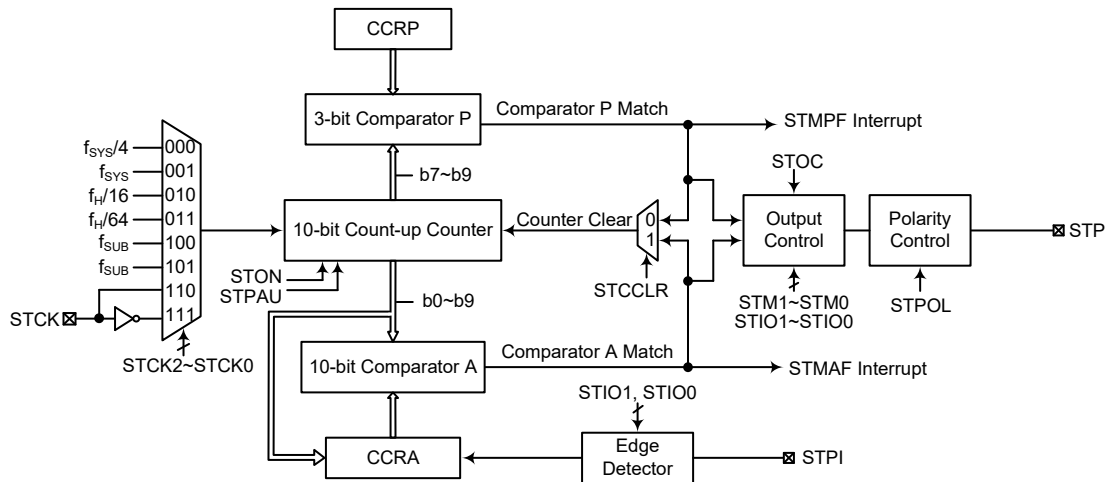 CCRP
3-bit Comparator P
Comparator P Match
STMPF Interrupt
b7~b9
fSYS/4
000
fSYS
001
fH/16
010
fH/64
011
fSUB
100
fSUB
101
110
111
STCK
STCK2~STCK0
10-bit Count-up Counter
STON
STPAU
Counter Clear
0
1
STCCLR
STOC
Output
Control
STM1~STM0
STIO1~STIO0
Polarity
Control
STPOL
STP
b0~b9
10-bit Comparator A
Comparator A Match
STMAF Interrupt
STIO1, STIO0
CCRA
Edge
Detector
STPI